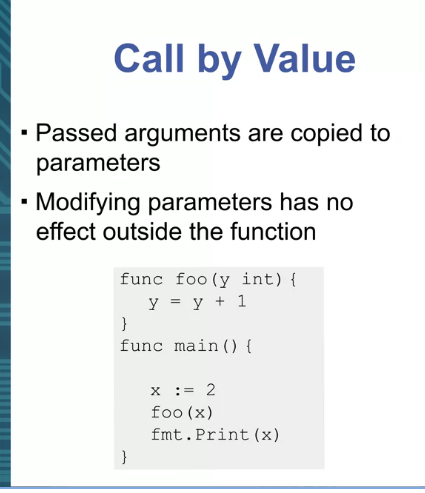 Call by Value
▪ Passed arguments are copied to
parameters
▪ Modifying parameters has no
effect outside the function
func foo(y int){
   y = y + 1
}
func main(){

   x := 2
   foo(x)
   fmt.Print(x)
}